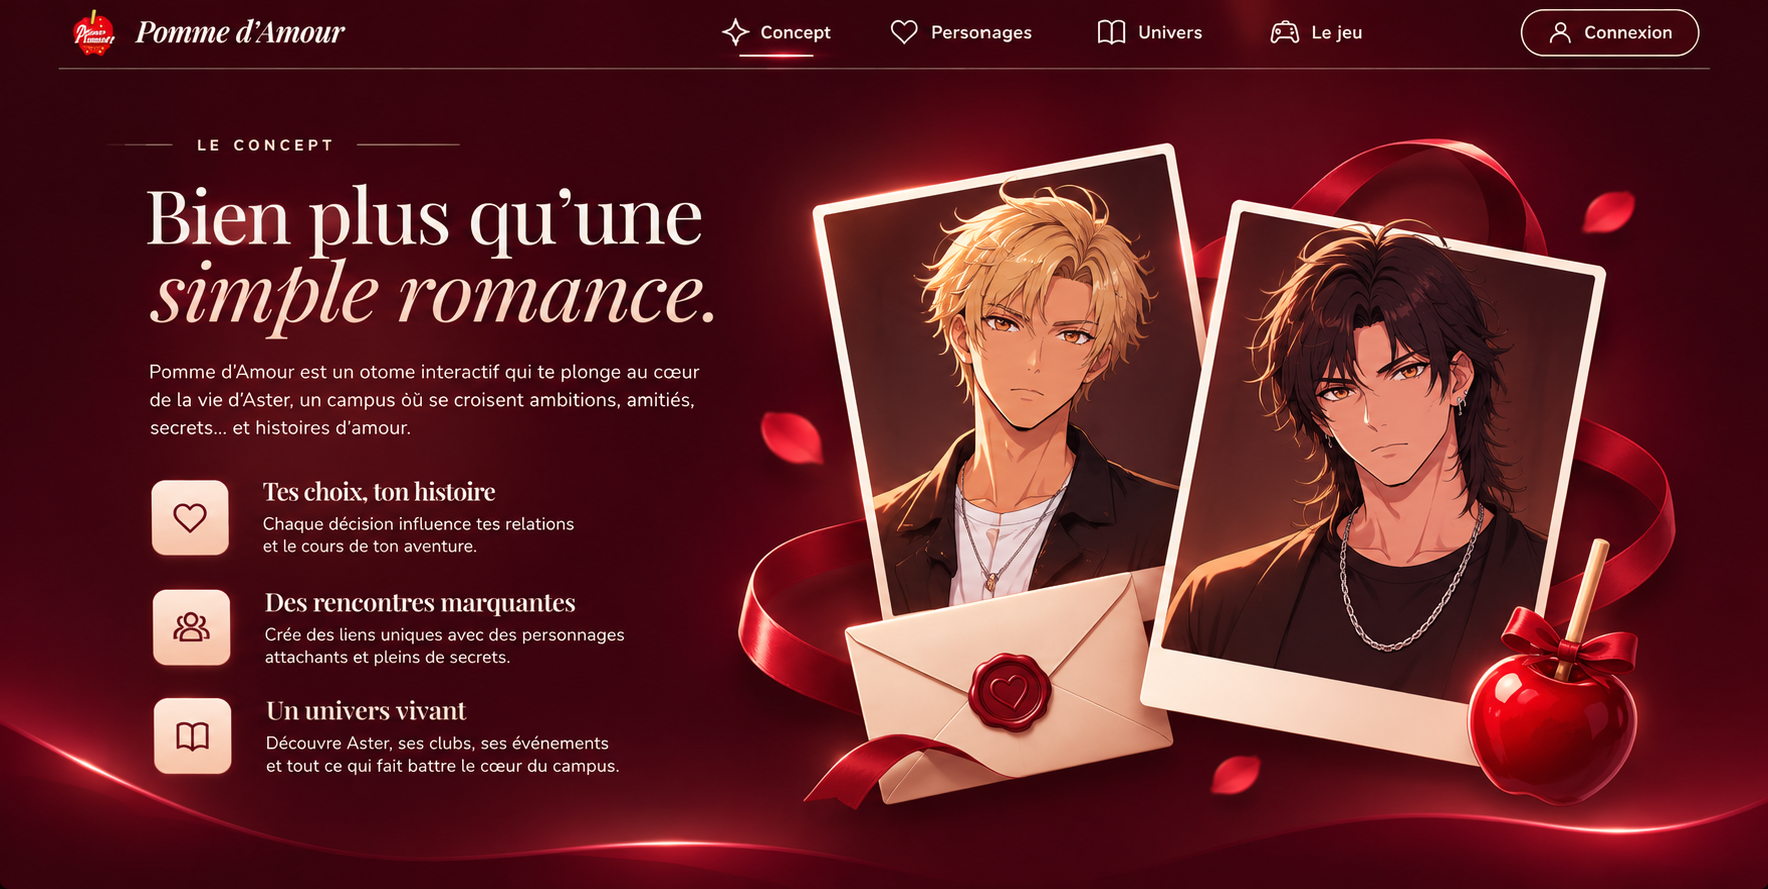 Pomme d'Amour
Concept
Personages
Univers
Le jeu
Connexion
LE CONCEPT
Bien plus qu'une
simple romance.
Pomme d'Amour est un otome interactif qui te plonge au cœur
de la vie d'Aster, un campus òù se croisent ambitions, amitiés,
secrets... et histoires d'amour.
Tes choix, ton histoire
Chaque décision influence tes relations
et le cours de ton aventure.
Des rencontres marquantes
Crée des liens uniques avec des personnages
attachants et pleins de secrets.
Un univers vivant
Découvre Aster, ses clubs, ses événements
et tout ce qui fait battre le cœur du campus.